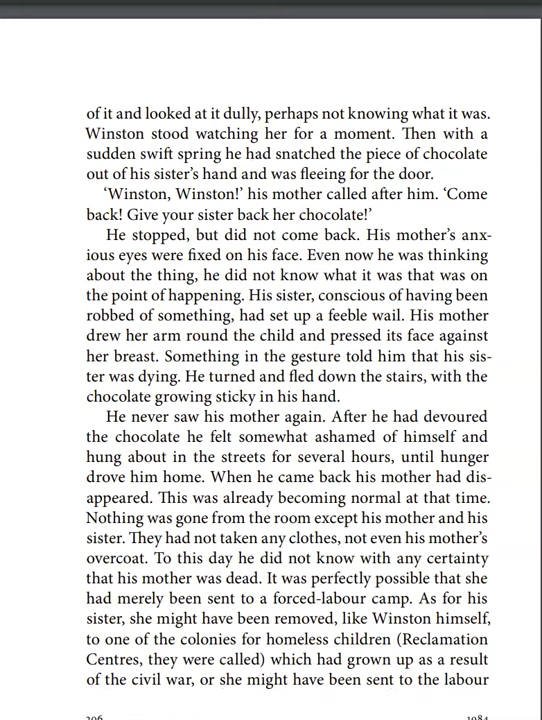 of it and looked at it dully, perhaps not knowing what it was.
Winston stood watching her for a moment. Then with a
sudden swift spring he had snatched the piece of chocolate
out of his sister’s hand and was fleeing for the door.
‘Winston, Winston!’ his mother called after him. ‘Come
back! Give your sister back her chocolate!’
He stopped, but did not come back. His mother’s anx-
ious eyes were fixed on his face. Even now he was thinking
about the thing, he did not know what it was that was on
the point of happening. His sister, conscious of having been
robbed of something, had set up a feeble wail. His mother
drew her arm round the child and pressed its face against
her breast. Something in the gesture told him that his sis-
ter was dying. He turned and fled down the stairs, with the
chocolate growing sticky in his hand.
He never saw his mother again. After he had devoured
the chocolate he felt somewhat ashamed of himself and
hung about in the streets for several hours, until hunger
drove him home. When he came back his mother had dis-
appeared. This was already becoming normal at that time.
Nothing was gone from the room except his mother and his
sister. They had not taken any clothes, not even his mother’s
overcoat. To this day he did not know with any certainty
that his mother was dead. It was perfectly possible that she
had merely been sent to a forced-labour camp. As for his
sister, she might have been removed, like Winston himself,
to one of the colonies for homeless children (Reclamation
Centres, they were called) which had grown up as a result
of the civil war, or she might have been sent to the labour
1984